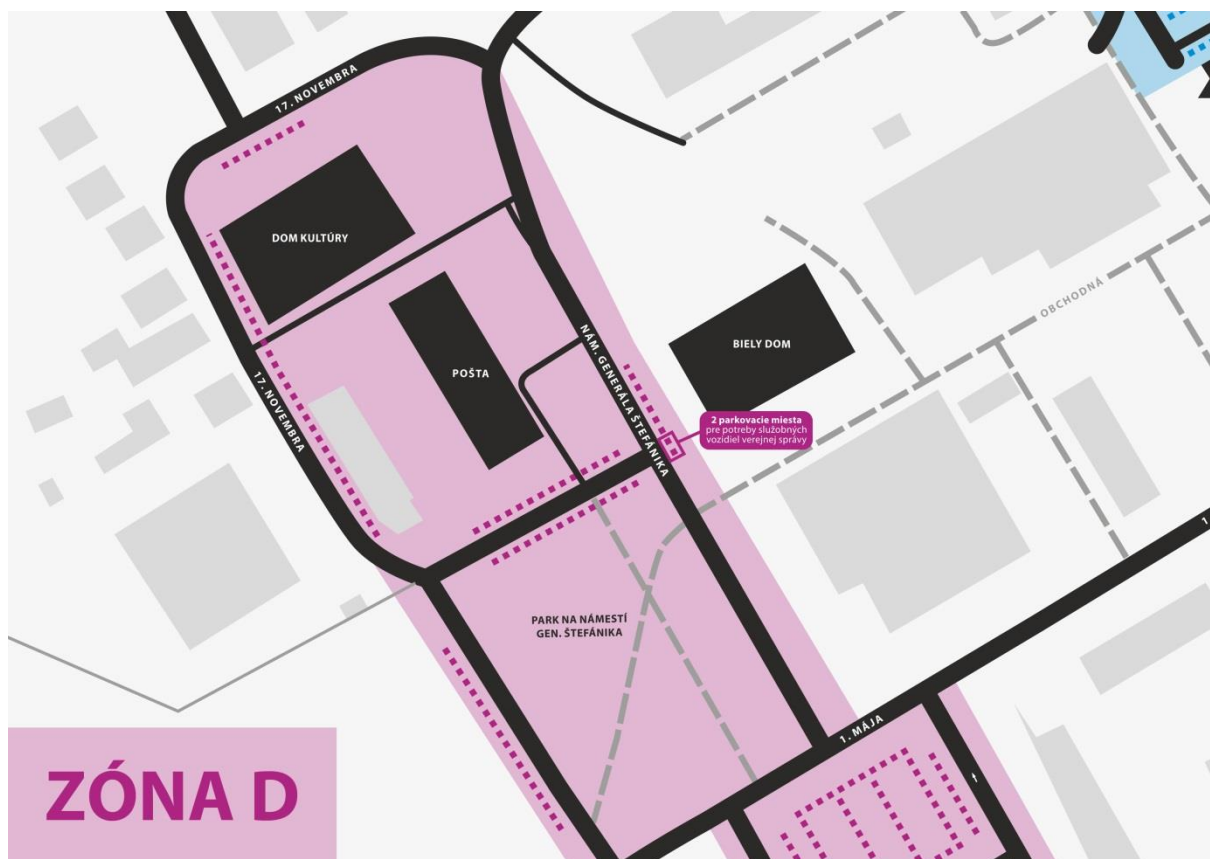 17. NOVEMBRA
DOM KULTÚRY
OBCHODNÁ
BIELY DOM
NÁM. GENERÁLA ŠTEFÁNIKA
POŠTA
17. NOVEMBRA
2 parkovacie miesta
pre potreby služobných
vozidiel verejnej správy
PARK NA NÁMESTÍ
GEN. ŠTEFÁNIKA
1. MÁJA
ZÓNA D